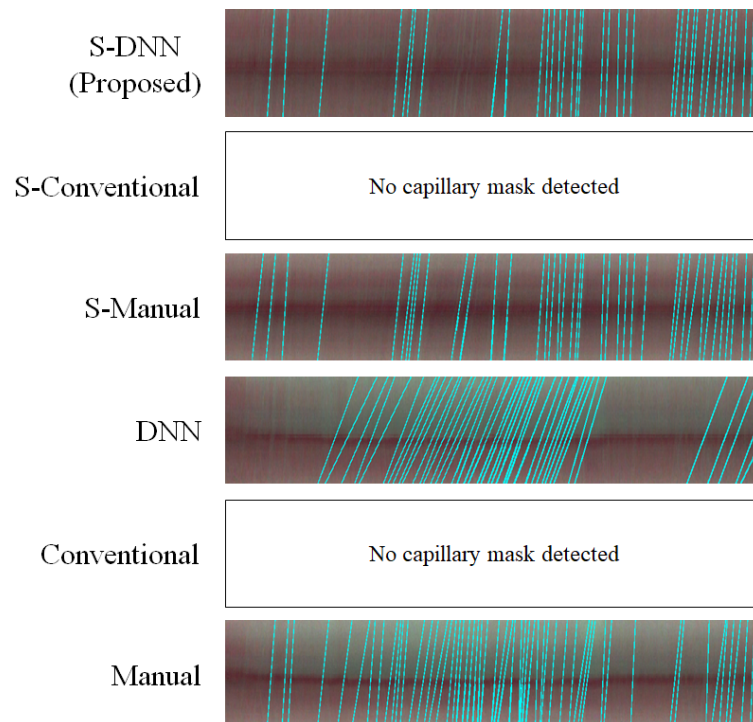 S-DNN
(Proposed)
S-Conventional
No capillary mask detected
S-Manual
DNN
Conventional
No capillary mask detected
Manual